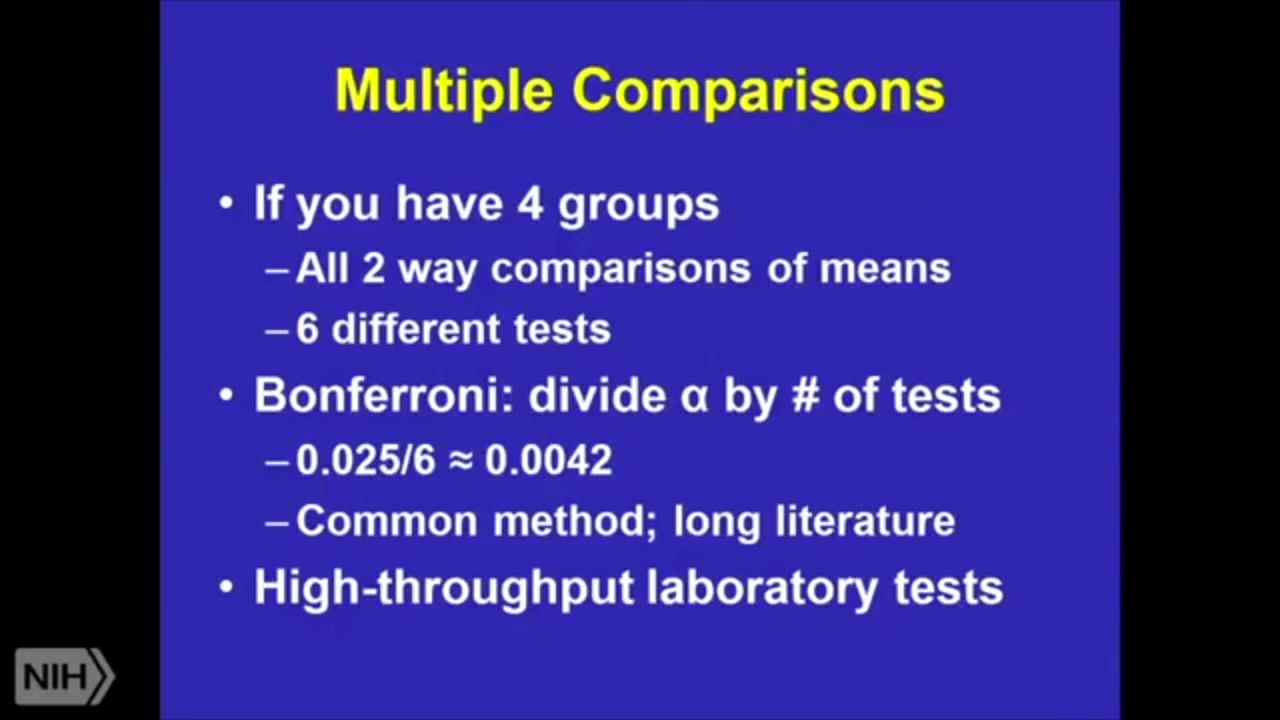 Multiple Comparisons
• If you have 4 groups
–All 2 way comparisons of means
–6 different tests
• Bonferroni: divide α by # of tests
–0.025/6 ≈ 0.0042
–Common method; long literature
• High-throughput laboratory tests
NIH